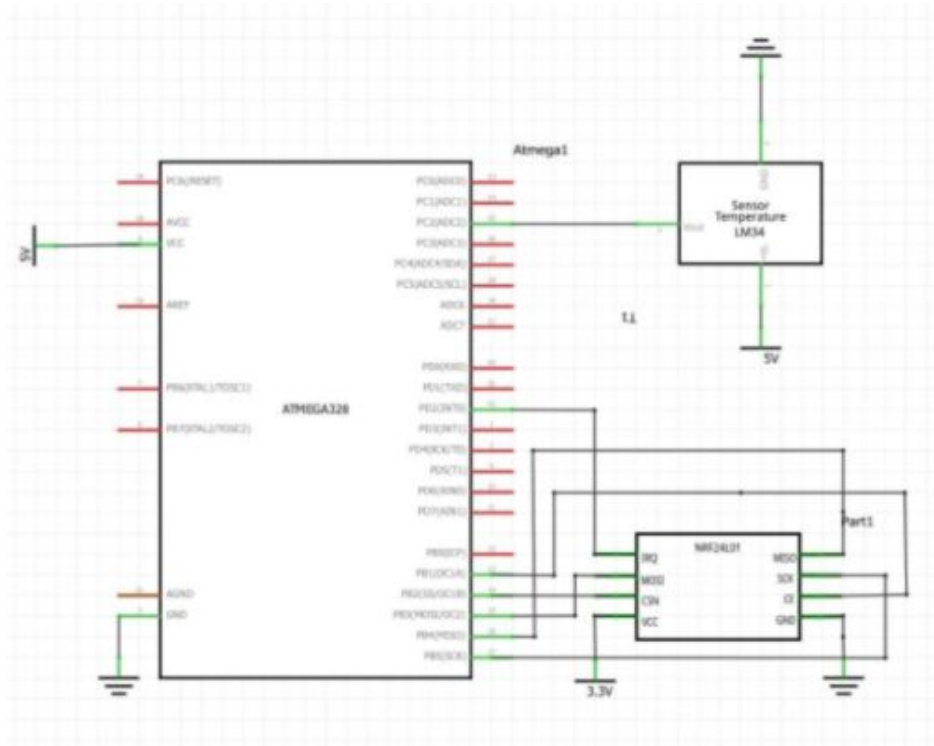 Atmega1
PC6(/RESET)
PC0(ADC0)
PC1(ADC1)
AVCC
PC2(ADC2)
5V
VCC
PC3(ADC3)
PC4(ADC4/SDA)
PC5(ADC5/SCL)
AREF
ADC6
ADC7
PD0(RXD)
PB6(XTAL1/TOSC1)
PD1(TXD)
ATMEGA328
PD2(INT0)
PB7(XTAL2/TOSC2)
PD3(INT1)
PD4(XCK/T0)
PD5(T1)
PD6(AIN0)
PD7(AIN1)
PB0(ICP)
PB1(OC1A)
AGND
PB2(SS/OC1B)
GND
PB3(MOSI/OC2)
PB4(MISO)
PB5(SCK)
GND
Sensor
Temperature
LM34
Vout
5V
Part1
NRF24L01
IRQ
MISO
MOSI
SCK
CSN
CE
VCC
GND
3.3V